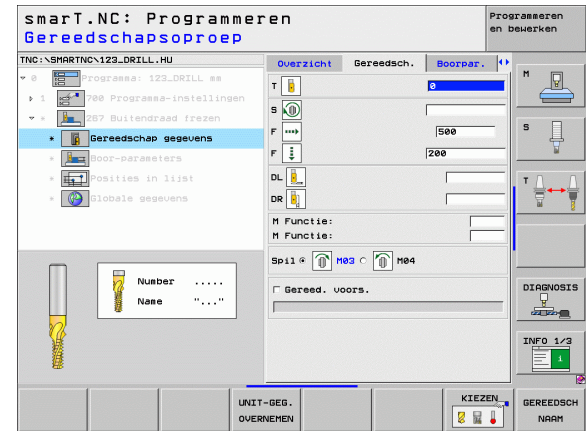 smarT.NC: Programmeren
Gereedschapsoproep
Programmeren
en bewerken
TNC:\SMARTNC\123_DRILL.HU
0 Programma: 123_DRILL mm
1 700 Programma-instellingen
* 267 Buitendraad frezen
* Gereedschap gegevens
* Boor-parameters
* Posities in lijst
* Globale gegevens
Overzicht Gereedsch. Boorpar.
T 0
S
F 500
F 200
DL
DR
M Functie:
M Functie:
Spil M03 M04
Gereed. voors.
Number .....
Name "..."
M
S
T
DIAGNOSIS
INFO 1/3
1
UNIT-GEG.
OVERNEMEN
KIEZEN
GEREEDSCH
NAAM